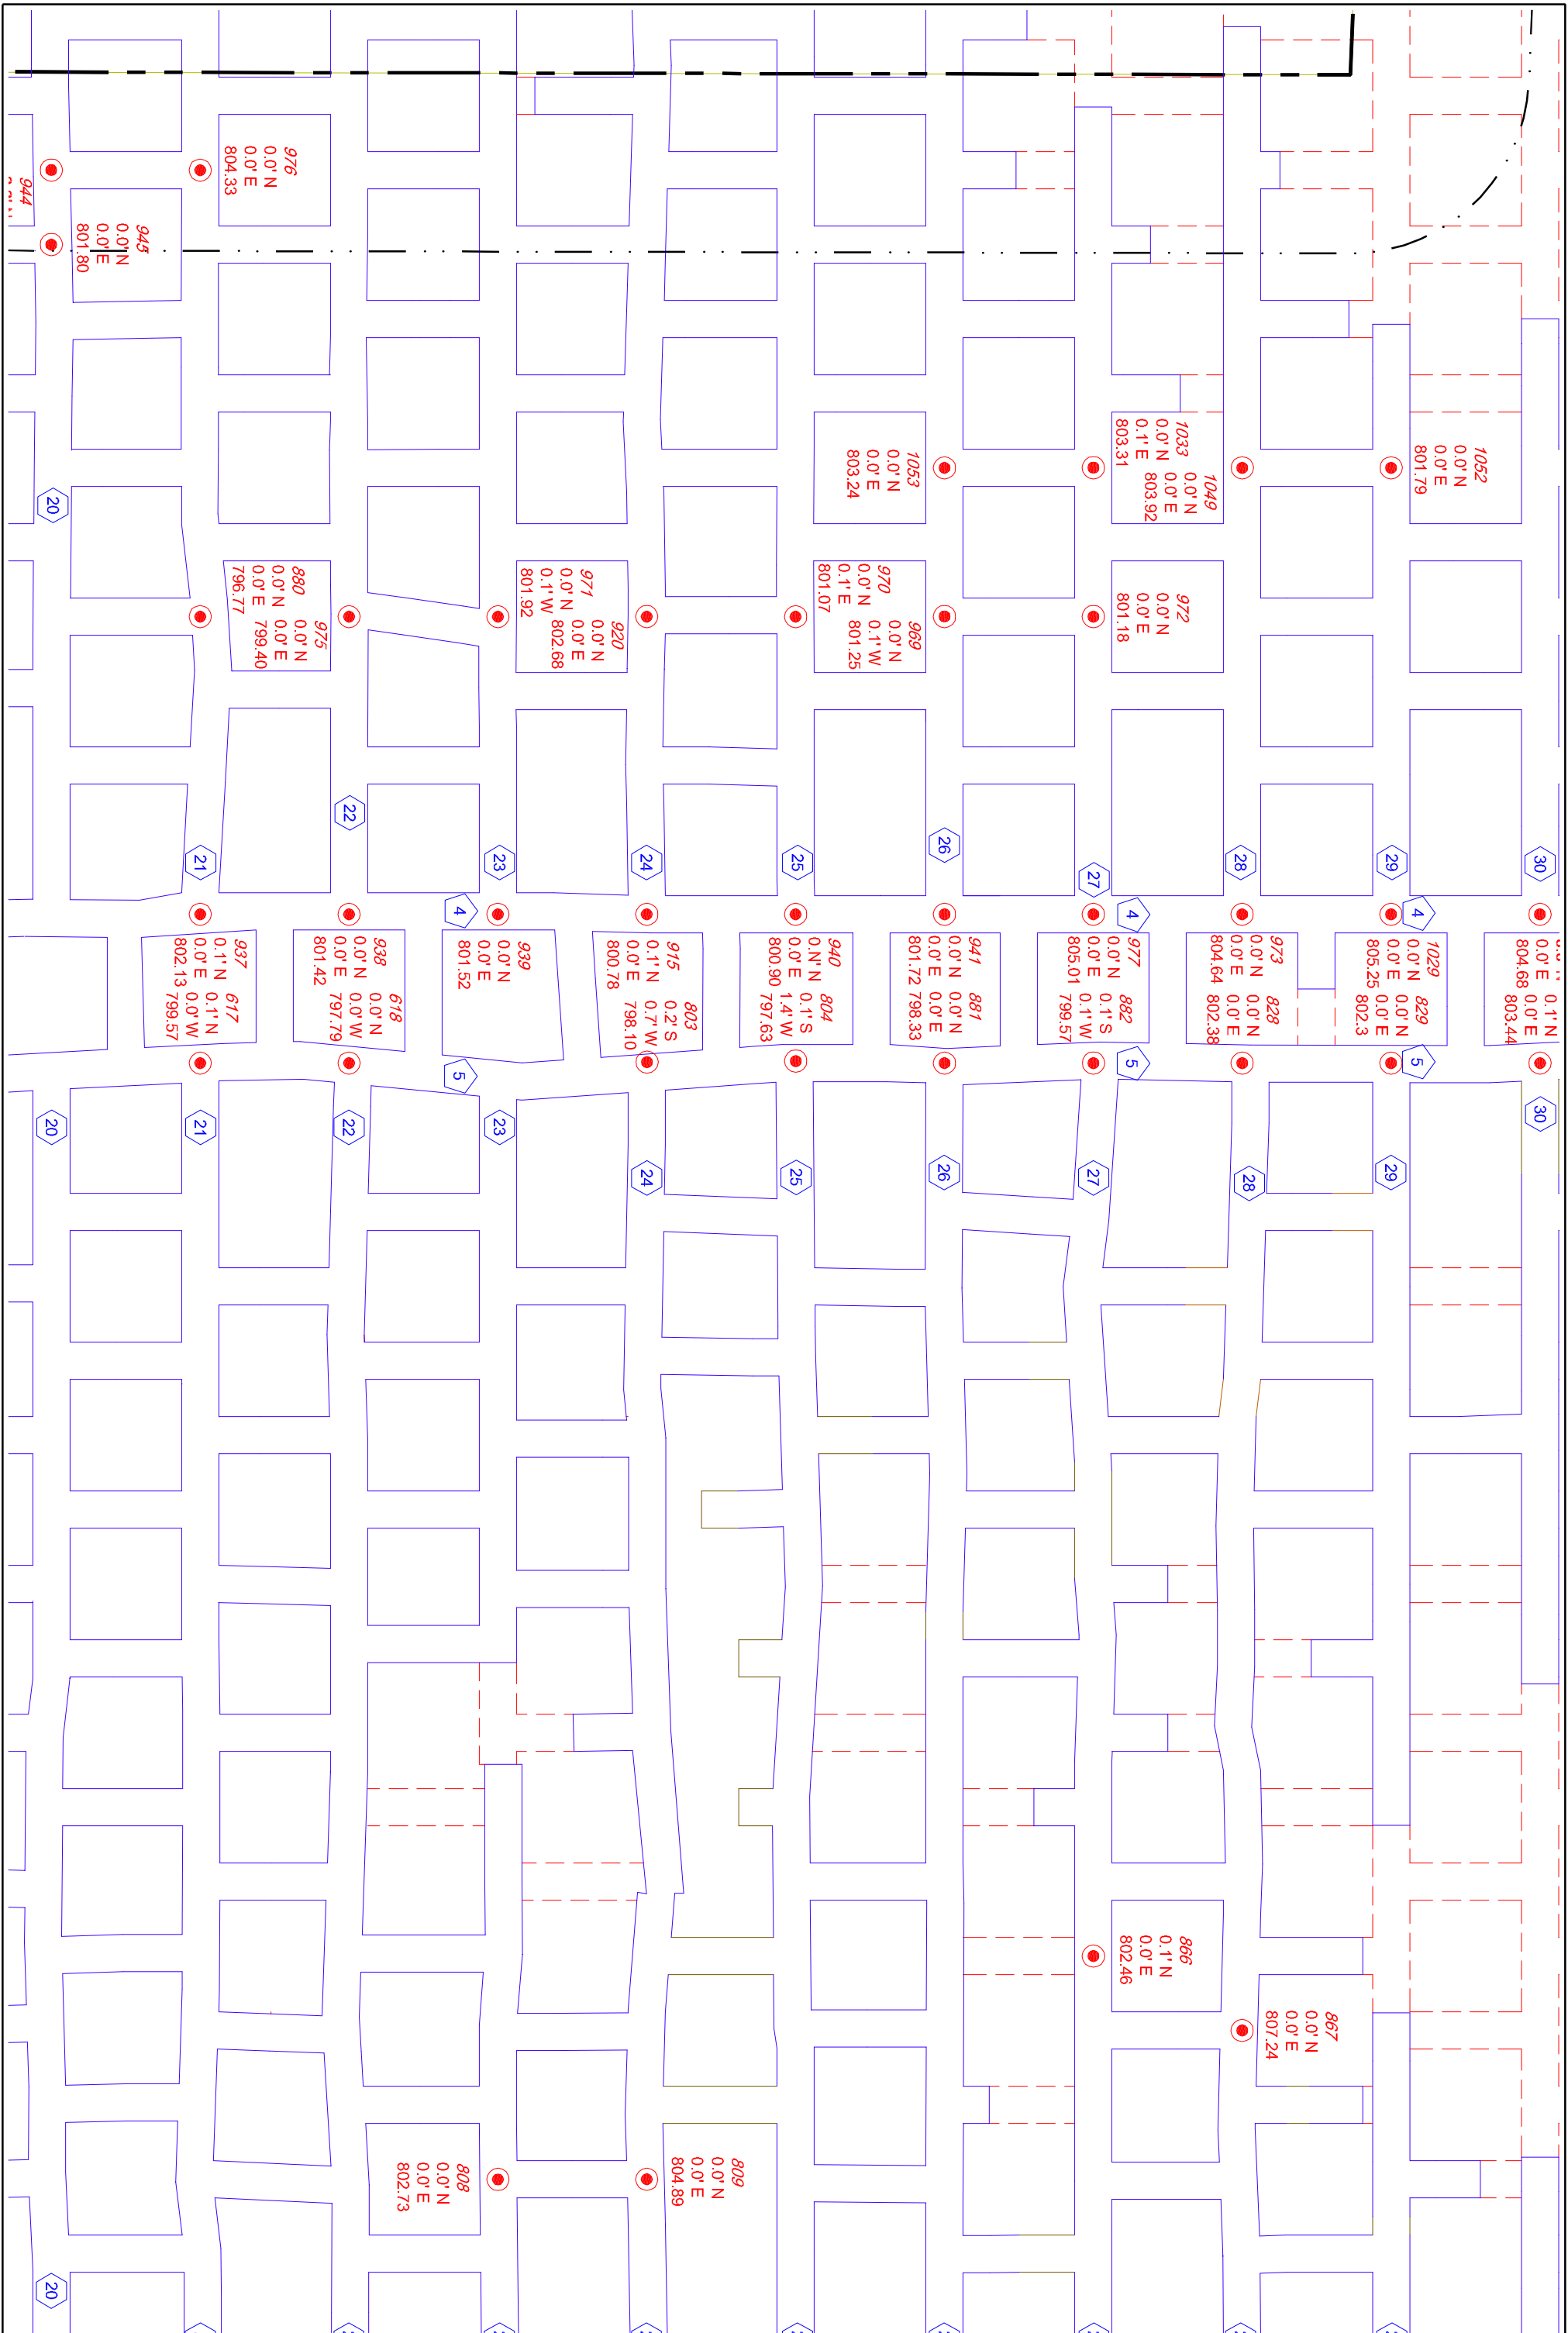 30
30
0.0' E
804.68
0.1' N
0.0' E
803.44
1052
0.0' N
0.0' E
801.79
4
5
1029
0.0' N
0.0' E
805.25
829
0.0' N
0.0' E
802.3
29
29
867
0.0' N
0.0' E
807.24
973
0.0' N
0.0' E
804.64
828
0.0' N
0.0' E
802.38
28
28
1033
0.0' N
0.1' E
803.31
1049
0.0' N
0.0' E
803.92
972
0.0' N
0.0' E
801.18
866
0.1' N
0.0' E
802.46
4
5
977
0.0' N
0.0' E
805.01
882
0.1' S
0.1' W
799.57
27
27
941
0.0' N
0.0' E
801.72
881
0.0' N
0.0' E
798.33
26
26
1053
0.0' N
0.0' E
803.24
970
0.0' N
0.1' E
801.07
969
0.0' N
0.1' W
801.25
940
0.N' N
0.0' E
800.90
804
0.1' S
1.4' W
797.63
25
25
809
0.0' N
0.0' E
804.89
915
0.1' N
0.0' E
800.78
803
0.2' S
0.7' W
798.10
24
24
971
0.0' N
0.1' W
801.92
920
0.0' N
0.0' E
802.68
939
0.0' N
0.0' E
801.52
23
23
4
5
808
0.0' N
0.0' E
802.73
938
0.0' N
0.0' E
801.42
618
0.0' N
0.0' W
797.79
22
22
976
0.0' N
0.0' E
804.33
880
0.0' N
0.0' E
796.77
975
0.0' N
0.0' E
799.40
937
0.1' N
0.0' E
802.13
617
0.1' N
0.0' W
799.57
21
21
945
0.0' N
0.0' E
801.80
20
20
20
944